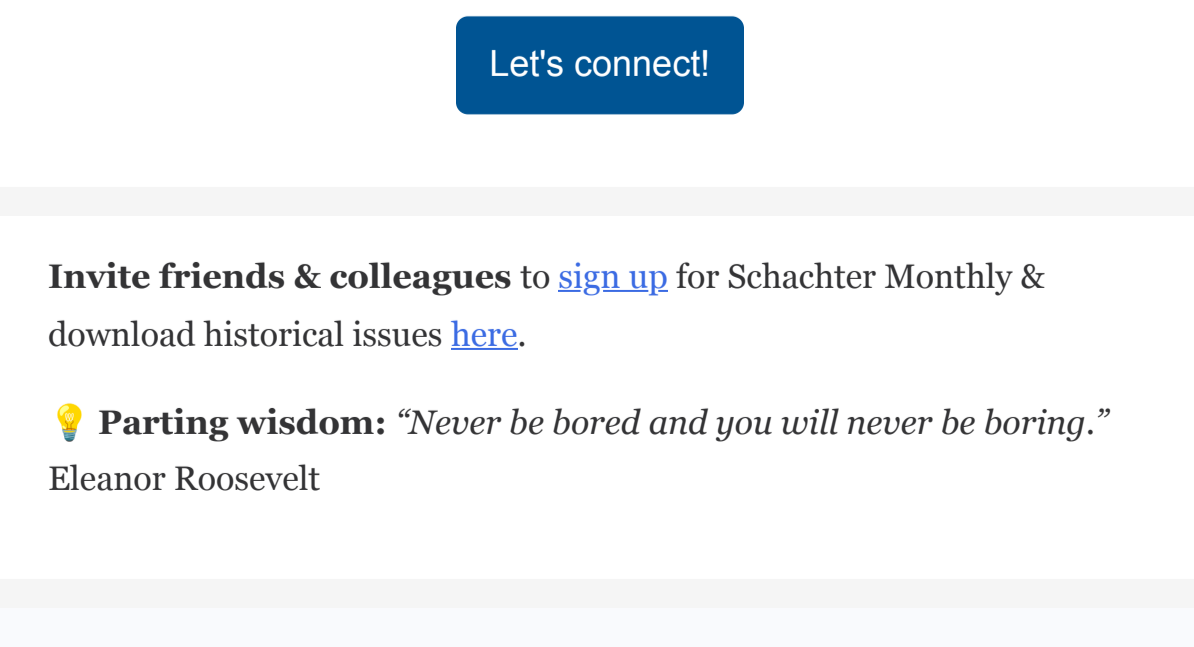 Let's connect!
Invite friends & colleagues to sign up for Schachter Monthly &
download historical issues here.
💡 Parting wisdom: “Never be bored and you will never be boring.”
Eleanor Roosevelt